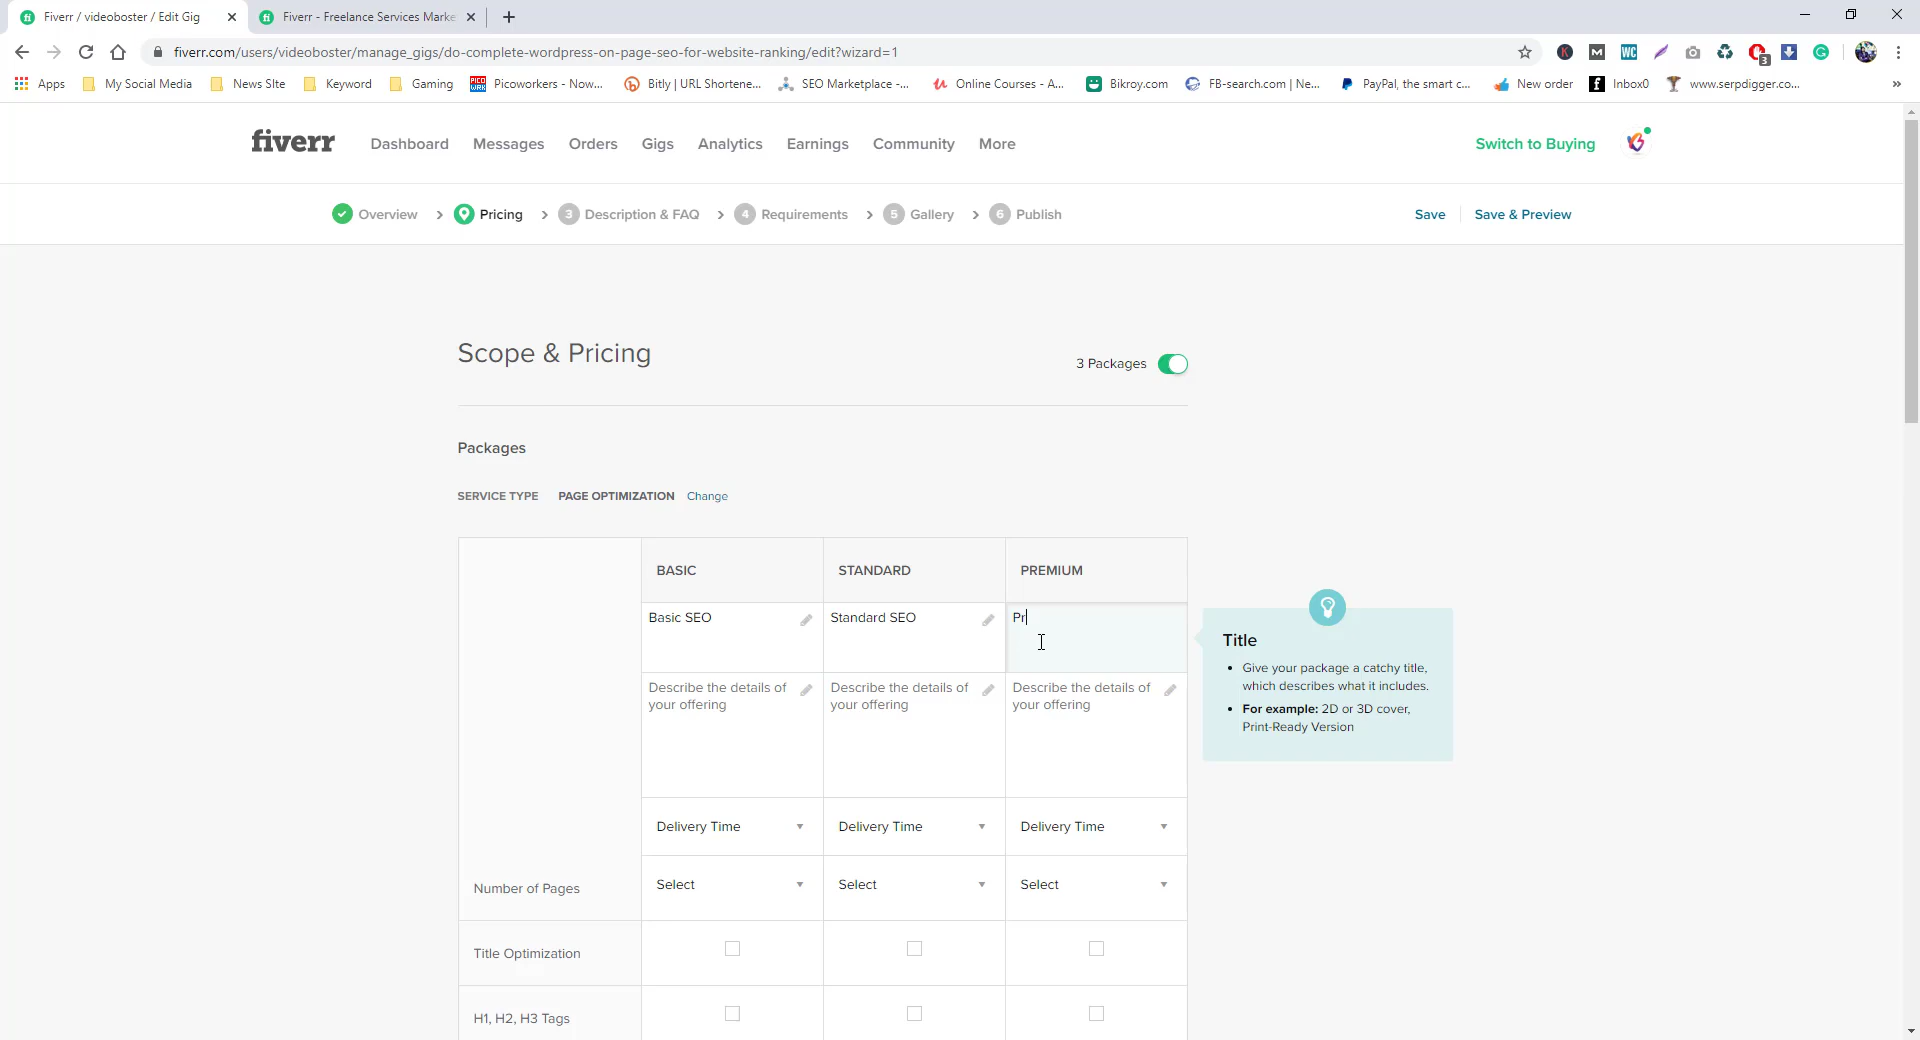 Fiverr / videoboster / Edit Gig
Fiverr - Freelance Services Marke
fiverr.com/users/videoboster/manage_gigs/do-complete-wordpress-on-page-seo-for-website-ranking/edit?wizard=1
Apps My Social Media News SIte Keyword Gaming Picoworkers - Now... Bitly | URL Shortene... SEO Marketplace -... Online Courses - A... Bikroy.com FB-search.com | Ne... PayPal, the smart c... New order Inbox0 www.serpdigger.co... »
fiverr Dashboard Messages Orders Gigs Analytics Earnings Community More Switch to Buying
Overview › Pricing › 3 Description & FAQ › 4 Requirements › 5 Gallery › 6 Publish Save Save & Preview
Scope & Pricing
3 Packages
Packages
SERVICE TYPE PAGE OPTIMIZATION Change
BASIC STANDARD PREMIUM
Basic SEO Standard SEO Pr
Describe the details of your offering
Describe the details of your offering
Describe the details of your offering
Delivery Time Delivery Time Delivery Time
Number of Pages Select Select Select
Title Optimization
H1, H2, H3 Tags
Title
• Give your package a catchy title,
which describes what it includes.
• For example: 2D or 3D cover,
Print-Ready Version